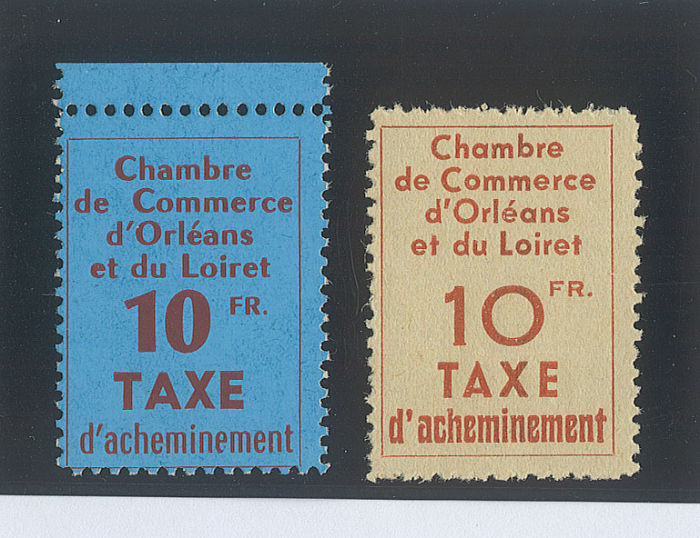 Chambre
de Commerce
d'Orléans
et du Loiret
10 FR.
TAXE
d'acheminement
Chambre
de Commerce
d'Orléans
et du Loiret
10 FR.
TAXE
d'acheminement